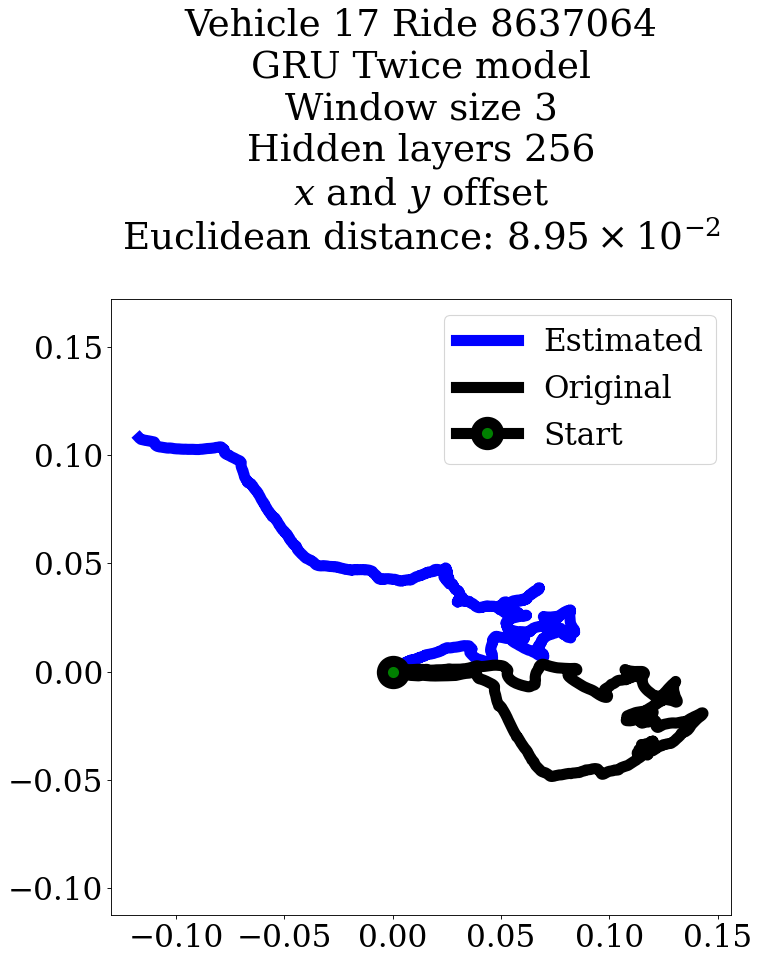 Vehicle 17 Ride 8637064
GRU Twice model
Window size 3
Hidden layers 256
x and y offset
Euclidean distance: 8.95 × 10⁻²
Estimated
Original
Start
0.15
0.10
0.05
0.00
−0.05
−0.10
−0.10 −0.05 0.00 0.05 0.10 0.15